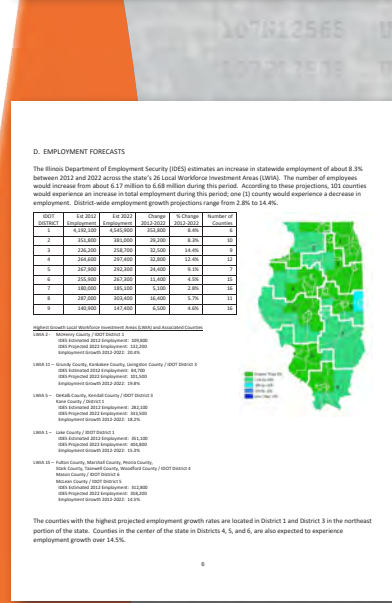 107N12565
D. EMPLOYMENT FORECASTS
The Illinois Department of Employment Security (IDES) estimates an increase in statewide employment of about 8.3%
between 2012 and 2022 across the state's 26 Local Workforce Investment Areas (LWIA). The number of employees
would increase from about 6.17 million to 6.68 million during this period. According to these projections, 101 counties
would experience an increase in total employment during this period; one (1) county would experience a decrease in
employment. District-wide employment growth projections range from 2.8% to 14.4%.
IDOT Est 2012 Est 2022 Change % Change Number of
DISTRICT Employment Employment 2012-2022 2012-2022 Counties
1 4,192,100 4,545,900 353,800 8.4% 6
2 351,800 381,000 29,200 8.3% 10
3 226,200 258,700 32,500 14.4% 9
4 264,600 297,400 32,800 12.4% 12
5 267,900 292,300 24,400 9.1% 7
6 255,900 267,300 11,400 4.5% 15
7 180,000 185,100 5,100 2.8% 16
8 287,000 303,400 16,400 5.7% 11
9 140,900 147,400 6,500 4.6% 16
Highest Growth Local Workforce Investment Areas (LWIA) and Associated Counties
LWIA 2 - McHenry County / IDOT District 1
IDES Estimated 2012 Employment: 109,800
IDES Projected 2022 Employment: 132,200
Employment Growth 2012-2022: 20.4%
LWIA 11 – Grundy County, Kankakee County, Livingston County / IDOT District 3
IDES Estimated 2012 Employment: 84,700
IDES Projected 2022 Employment: 101,500
Employment Growth 2012-2022: 19.8%
LWIA 5 – DeKalb County, Kendall County / IDOT District 3
Kane County / District 1
IDES Estimated 2012 Employment: 282,100
IDES Projected 2022 Employment: 333,500
Employment Growth 2012-2022: 18.2%
LWIA 1 – Lake County / IDOT District 1
IDES Estimated 2012 Employment: 351,100
IDES Projected 2022 Employment: 404,800
Employment Growth 2012-2022: 15.3%
LWIA 15 – Fulton County, Marshall County, Peoria County,
Stark County, Tazewell County, Woodford County / IDOT District 4
Mason County / IDOT District 6
McLean County / IDOT District 5
IDES Estimated 2012 Employment: 312,800
IDES Projected 2022 Employment: 358,200
Employment Growth 2012-2022: 14.5%
The counties with the highest projected employment growth rates are located in District 1 and District 3 in the northeast
portion of the state. Counties in the center of the state in Districts 4, 5, and 6, are also expected to experience
employment growth over 14.5%.
6